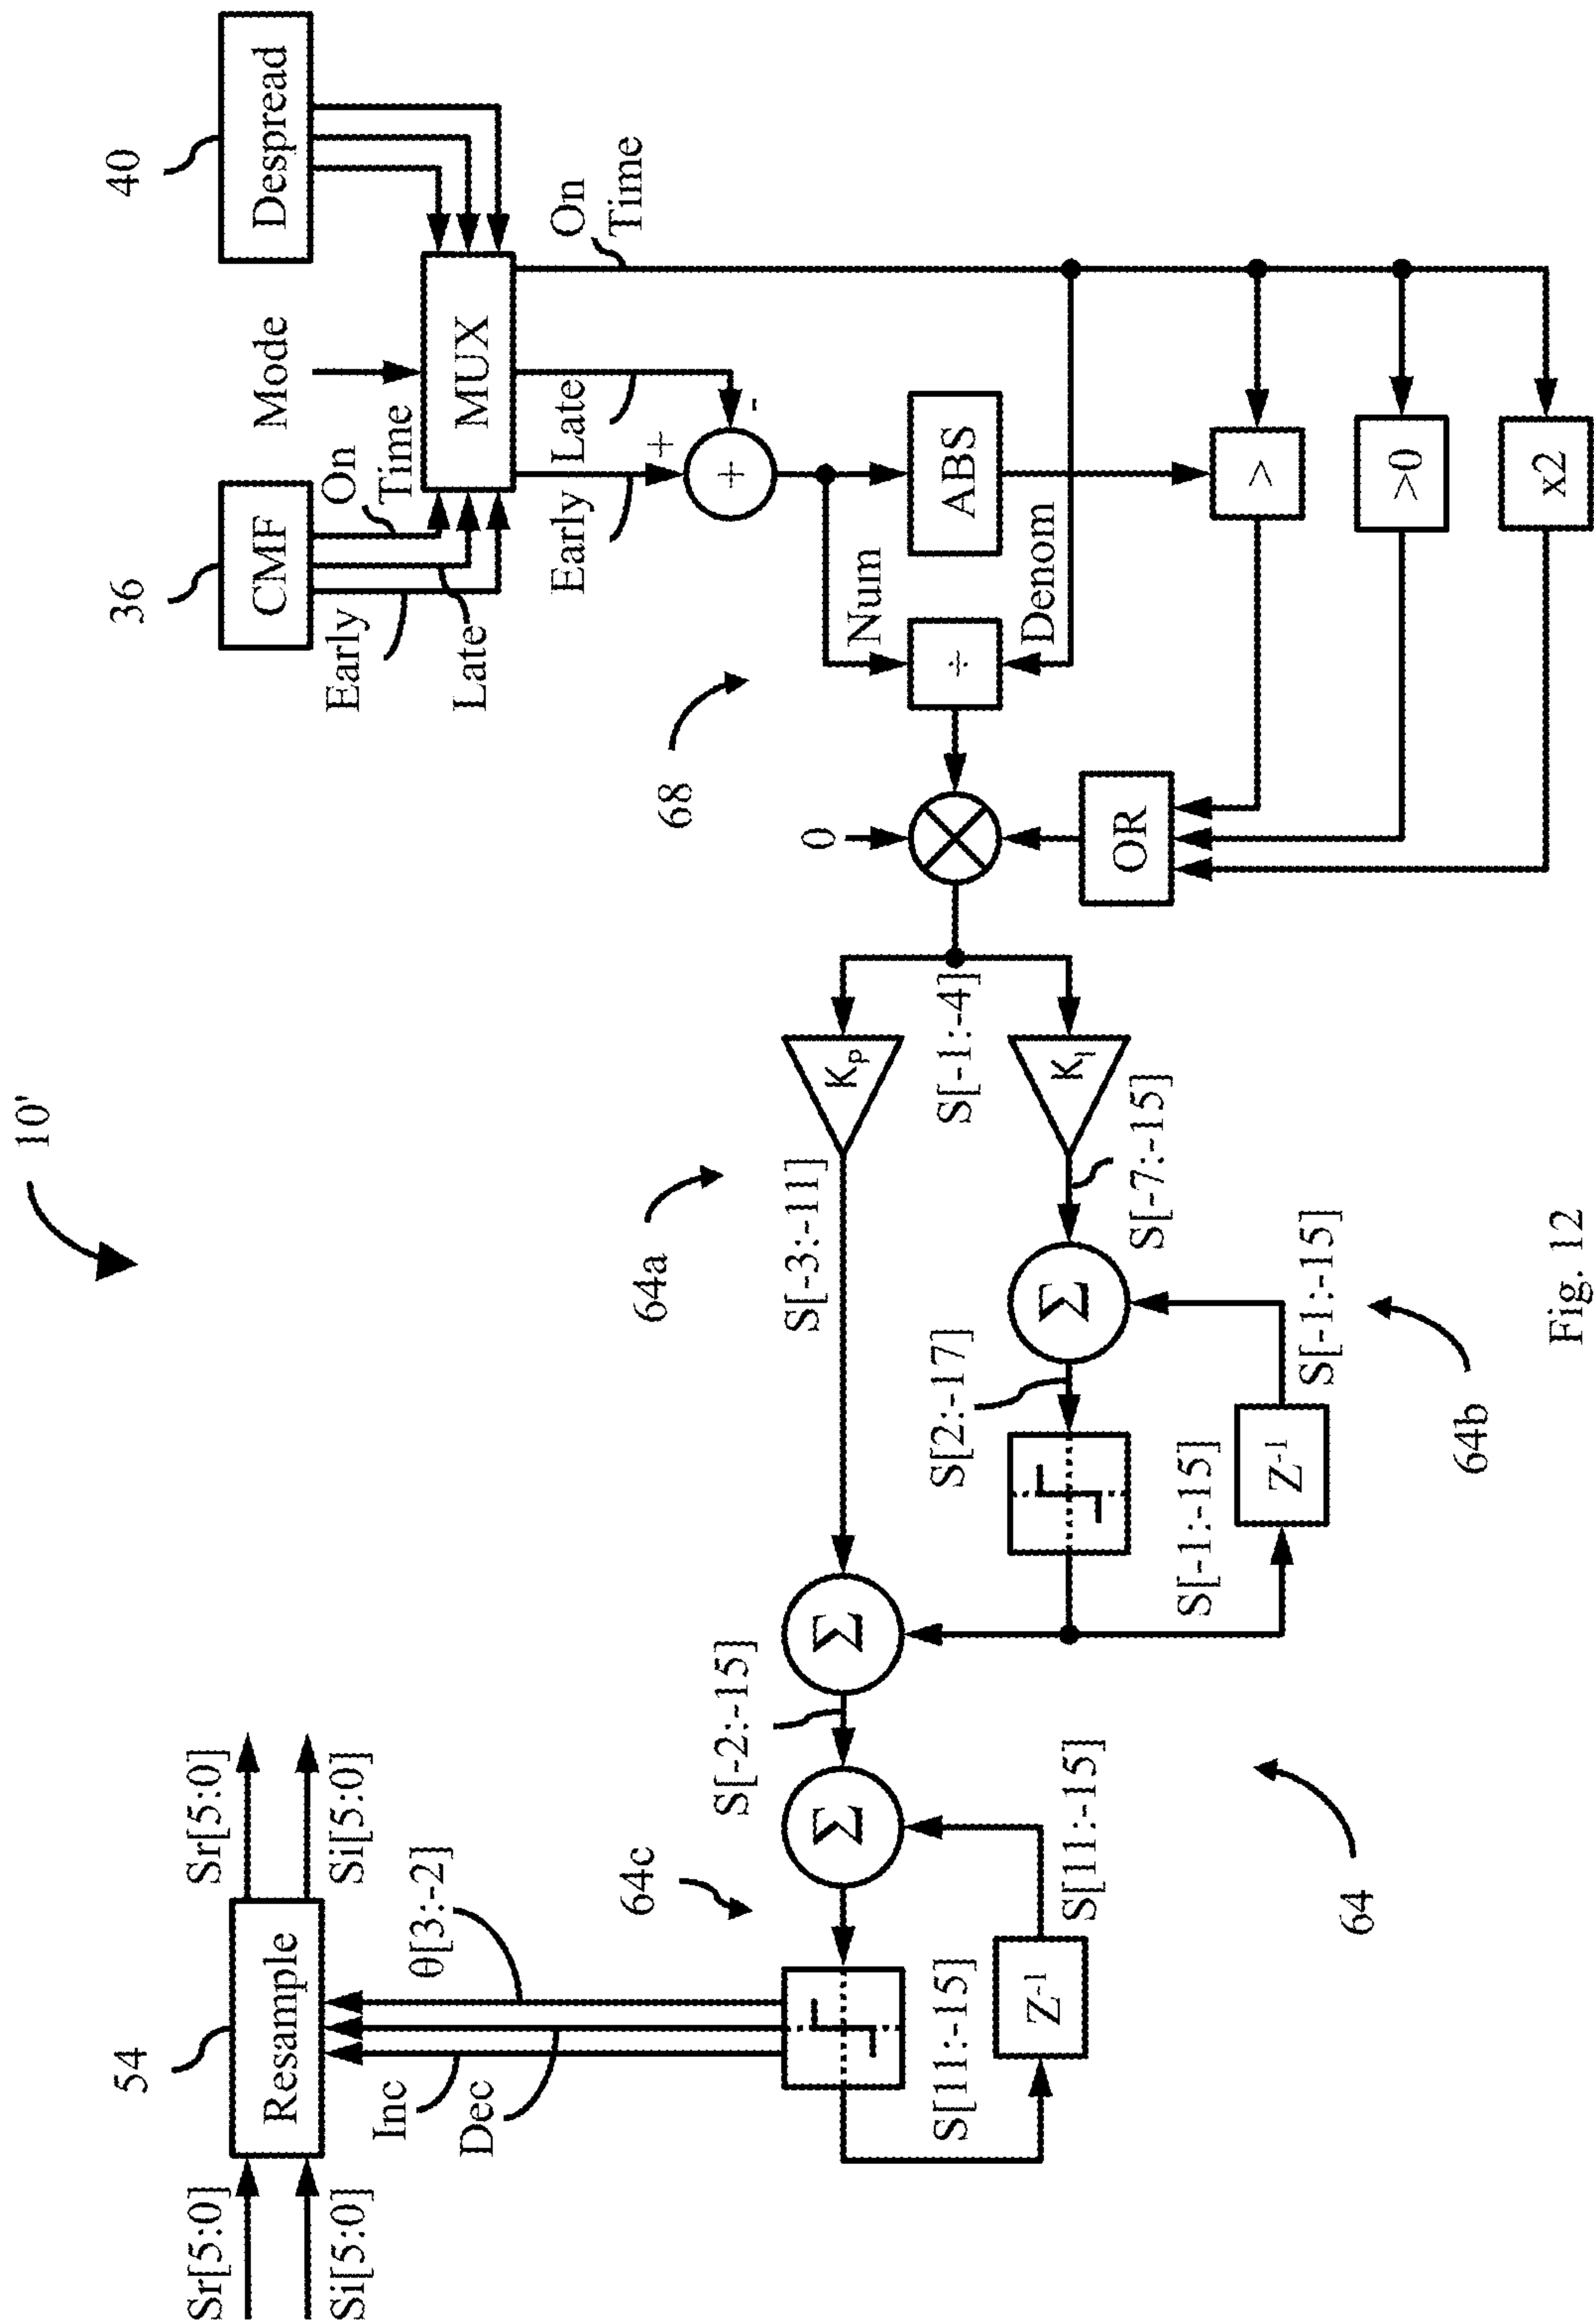 10'
Sr[5:0]
Si[5:0]
54
Resample
Sr[5:0]
Si[5:0]
Inc
Dec
θ[3:-2]
64c
S[11:-15]
Z-1
S[11:-15]
Σ
S[-2:-15]
Σ
64
S[-3:-11]
64a
KP
S[-1:-4]
KI
S[-7:-15]
Σ
S[2:-17]
S[-1:-15]
Z-1
S[-1:-15]
64b
36
CMF
Early
Late
On
Time
Mode
40
Despread
MUX
Early
Late
On
Time
+
-
+
68
Num
÷
Denom
ABS
0
OR
>
>0
x2
Fig. 12